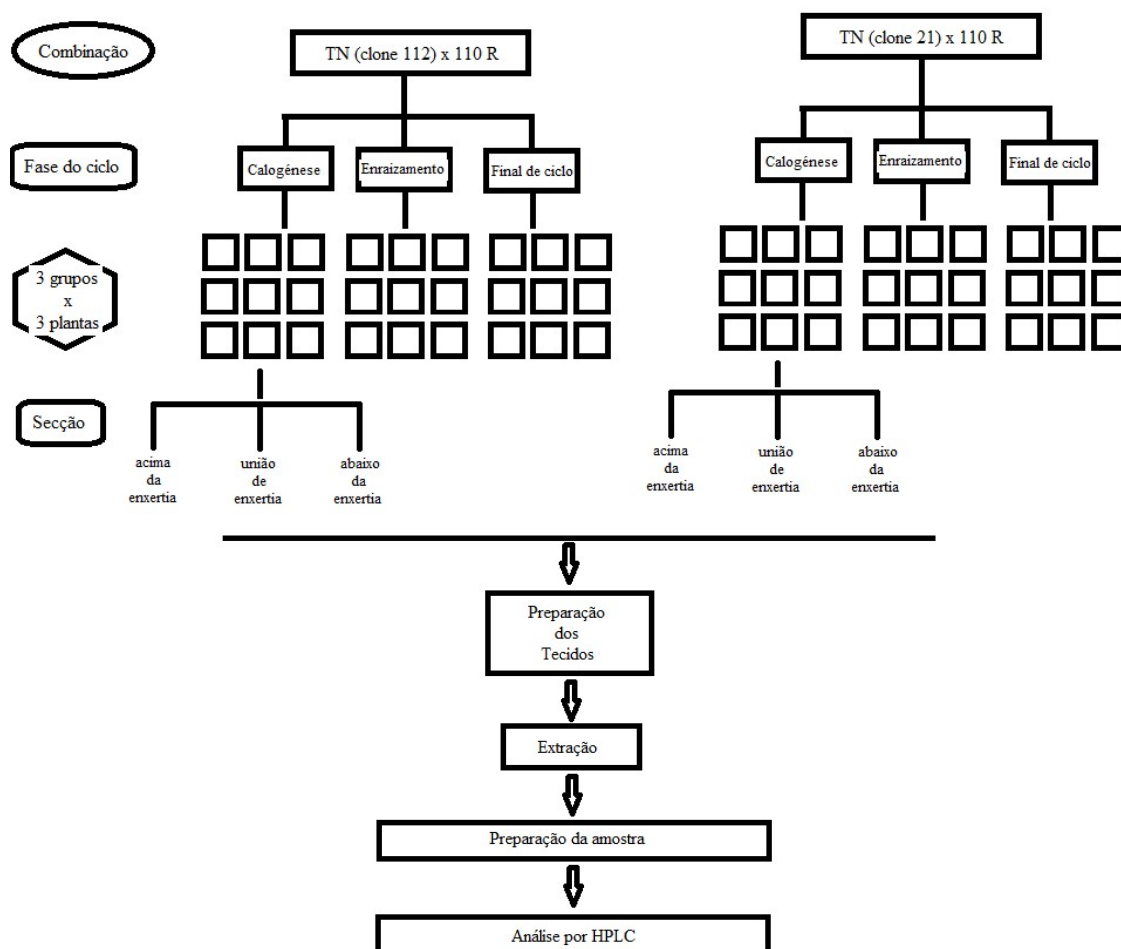 Combinação
TN (clone 112) x 110 R
TN (clone 21) x 110 R
Fase do ciclo
Calogénese
Enraizamento
Final de ciclo
Calogénese
Enraizamento
Final de ciclo
3 grupos
x
3 plantas
Secção
acima
da
enxertia
união
de
enxertia
abaixo
da
enxertia
acima
da
enxertia
união
de
enxertia
abaixo
da
enxertia
Preparação
dos
Tecidos
Extração
Preparação da amostra
Análise por HPLC